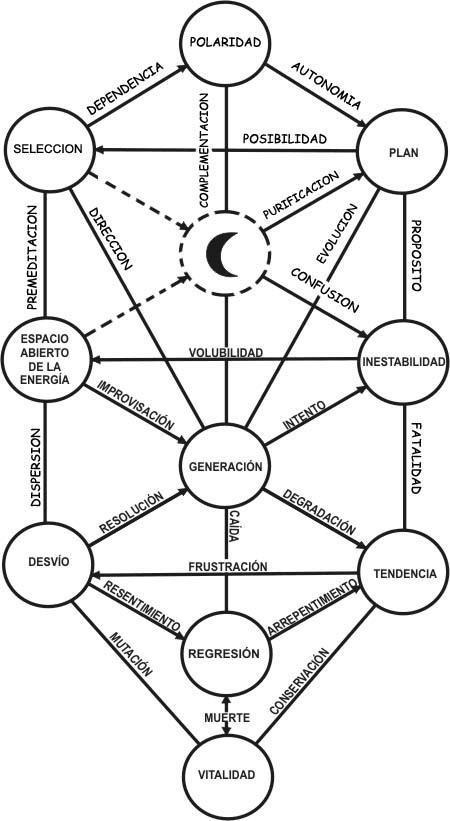 POLARIDAD
DEPENDENCIA
AUTONOMIA
COMPLEMENTACION
SELECCION
POSIBILIDAD
PLAN
PURIFICACION
DIRECCION
EVOLUCION
PREMEDITACION
PROPOSITO
CONFUSION
ESPACIO
ABIERTO
DE LA
ENERGÍA
VOLUBILIDAD
INESTABILIDAD
IMPROVISACIÓN
INTENTO
DISPERSION
GENERACIÓN
FATALIDAD
RESOLUCIÓN
CAÍDA
DEGRADACIÓN
DESVÍO
FRUSTRACIÓN
TENDENCIA
RESENTIMIENTO
ARREPENTIMIENTO
REGRESIÓN
MUTACIÓN
CONSERVACIÓN
MUERTE
VITALIDAD